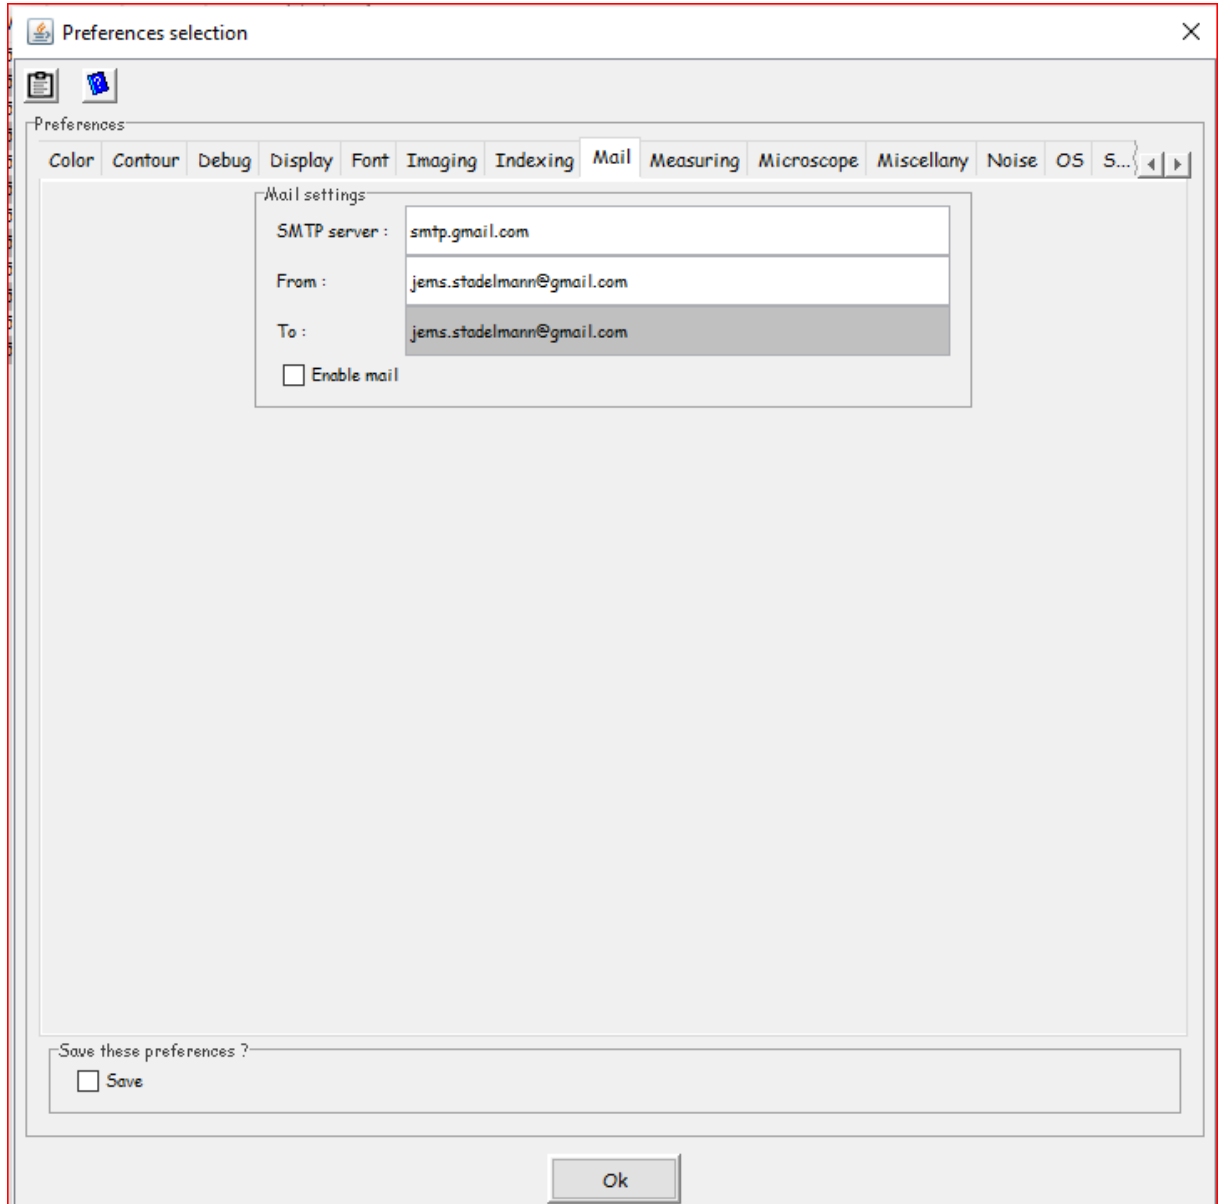 Preferences selection
Preferences
Color Contour Debug Display Font Imaging Indexing Mail Measuring Microscope Miscellany Noise OS S...
Mail settings
SMTP server : smtp.gmail.com
From : jems.stadelmann@gmail.com
To : jems.stadelmann@gmail.com
Enable mail
Save these preferences ?
Save
Ok